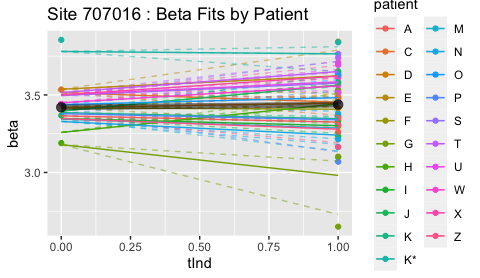 Site 707016 : Beta Fits by Patient
patient
beta
3.5
3.0
0.00
0.25
0.50
0.75
1.00
tInd
A
C
D
E
F
G
H
I
J
K
K*
M
N
O
P
S
T
U
W
X
Z